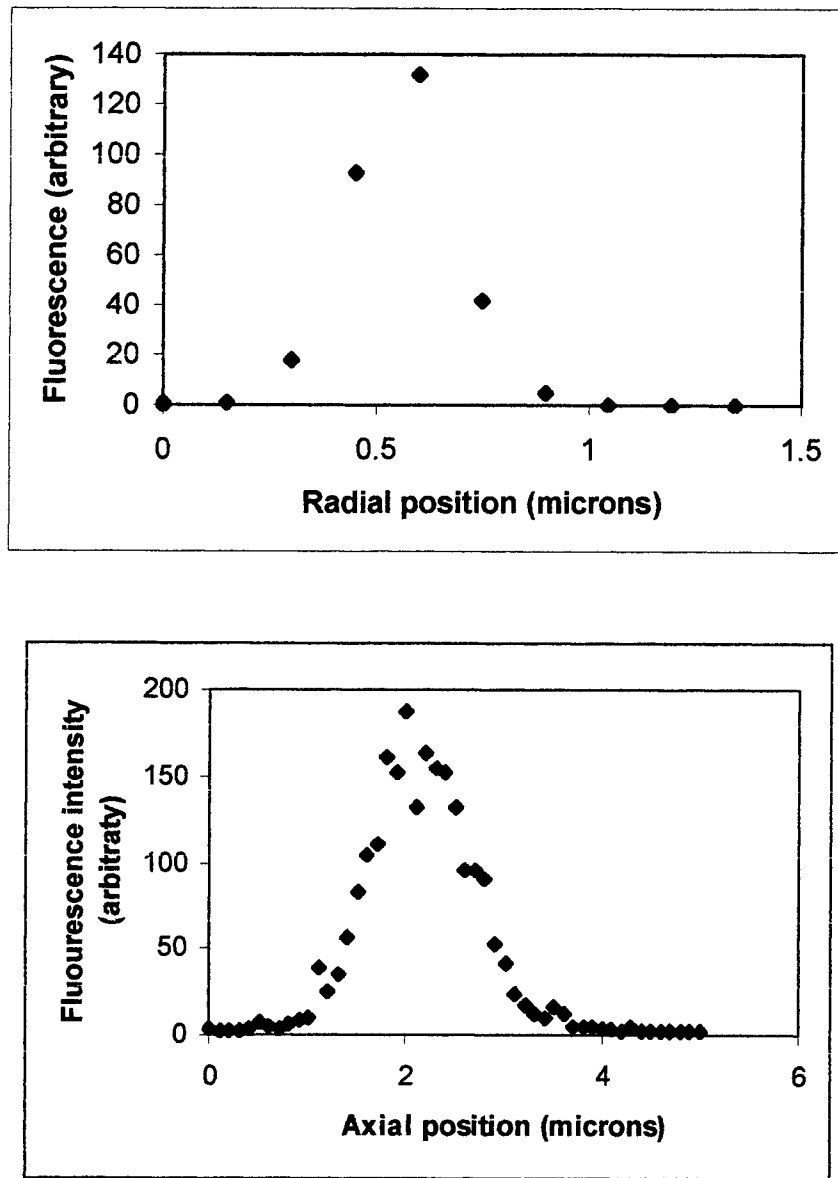 Fluorescence (arbitrary)
140
120
100
80
60
40
20
0
0 0.5 1 1.5
Radial position (microns)
Fluourescence intensity
(arbitraty)
200
150
100
50
0
0 2 4 6
Axial position (microns)